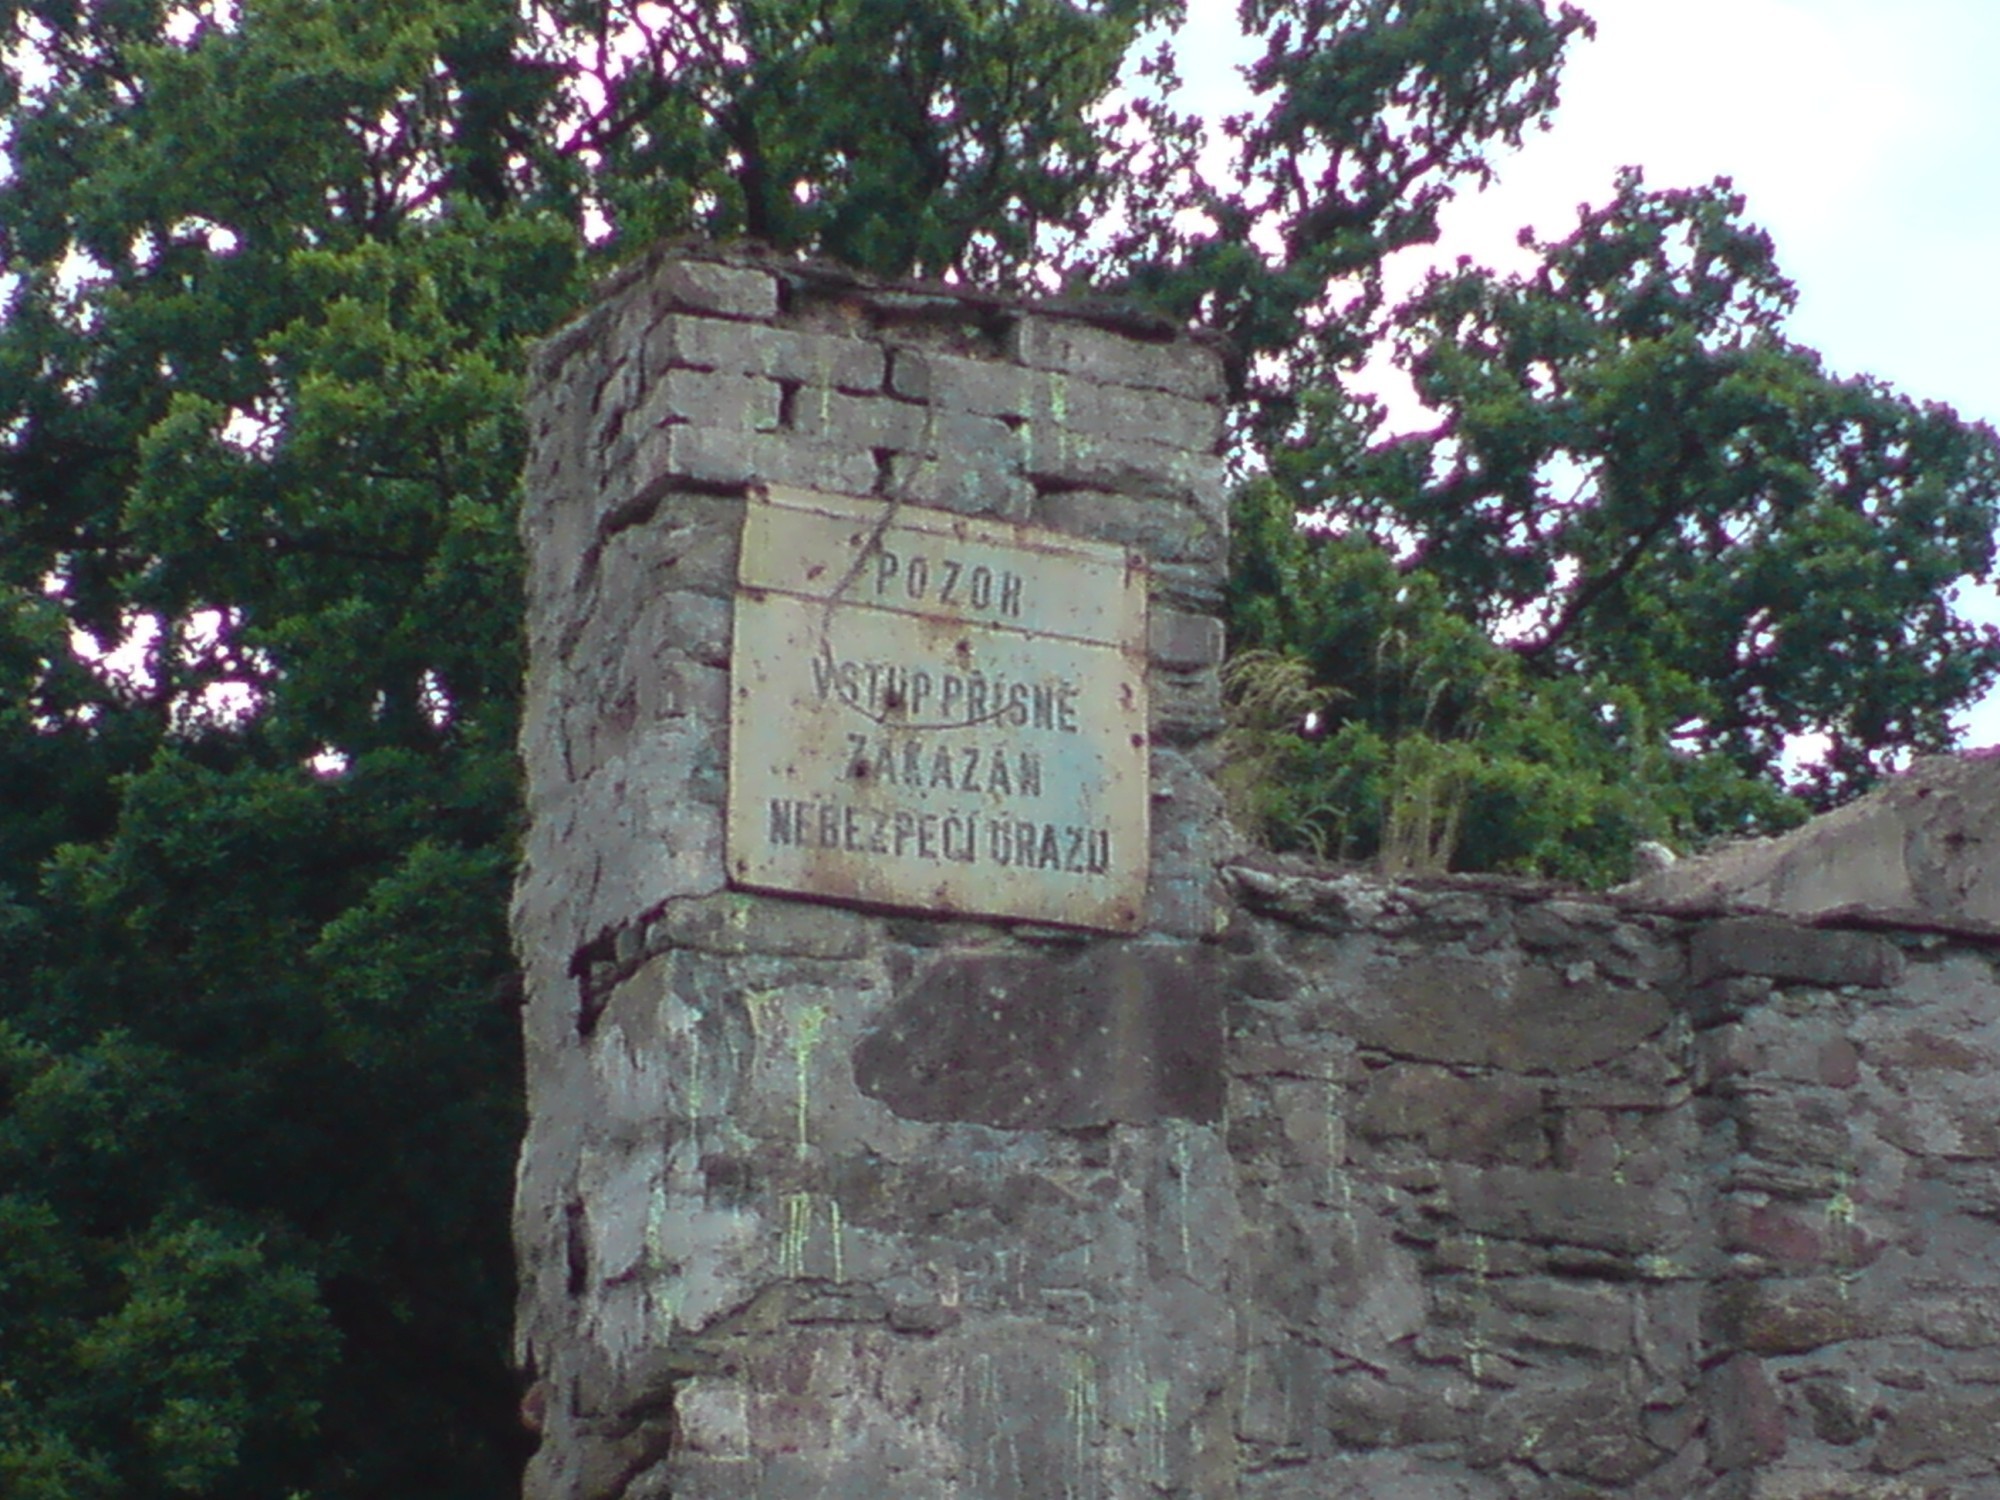 POZOR
VSTUP PŘÍSNĚ
ZAKÁZÁN
NEBEZPEČÍ ÚRAZU